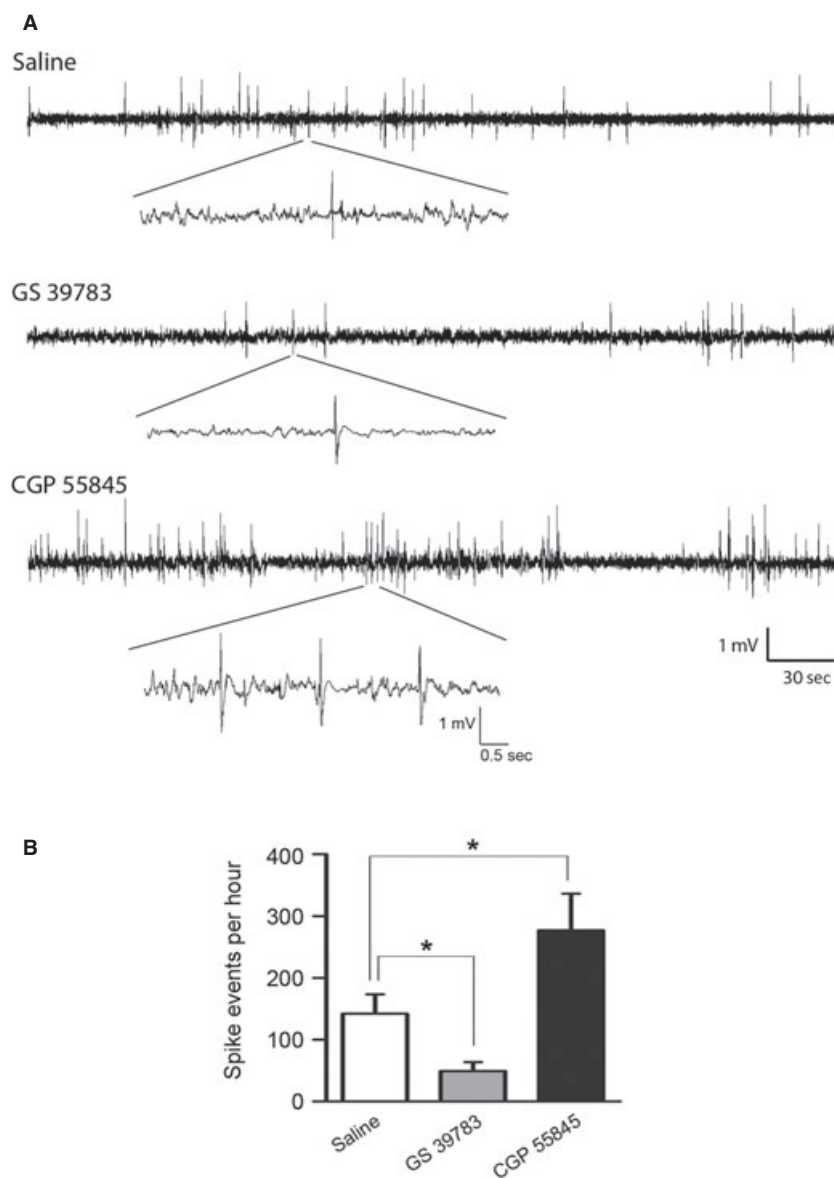 A
Saline
GS 39783
CGP 55845
1 mV
30 sec
1 mV
0.5 sec
B
Spike events per hour
400
300
200
100
0
*
*
Saline
GS 39783
CGP 55845